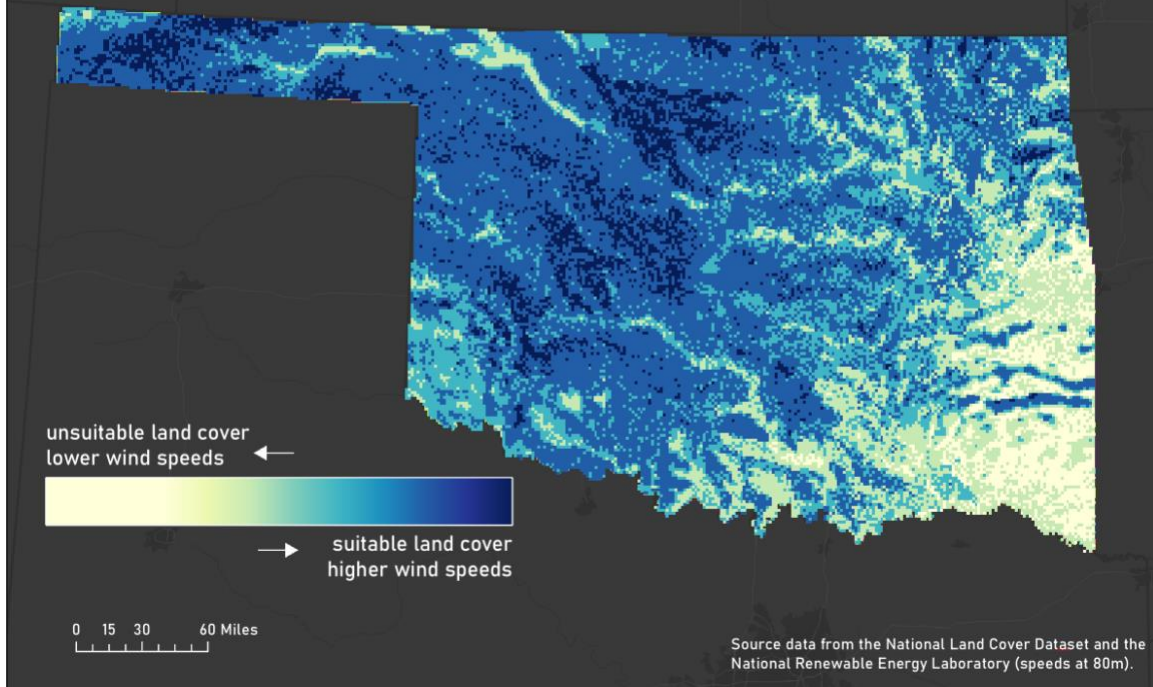 unsuitable land cover
lower wind speeds
suitable land cover
higher wind speeds
0 15 30 60 Miles
Source data from the National Land Cover Dataset and the
National Renewable Energy Laboratory (speeds at 80m).